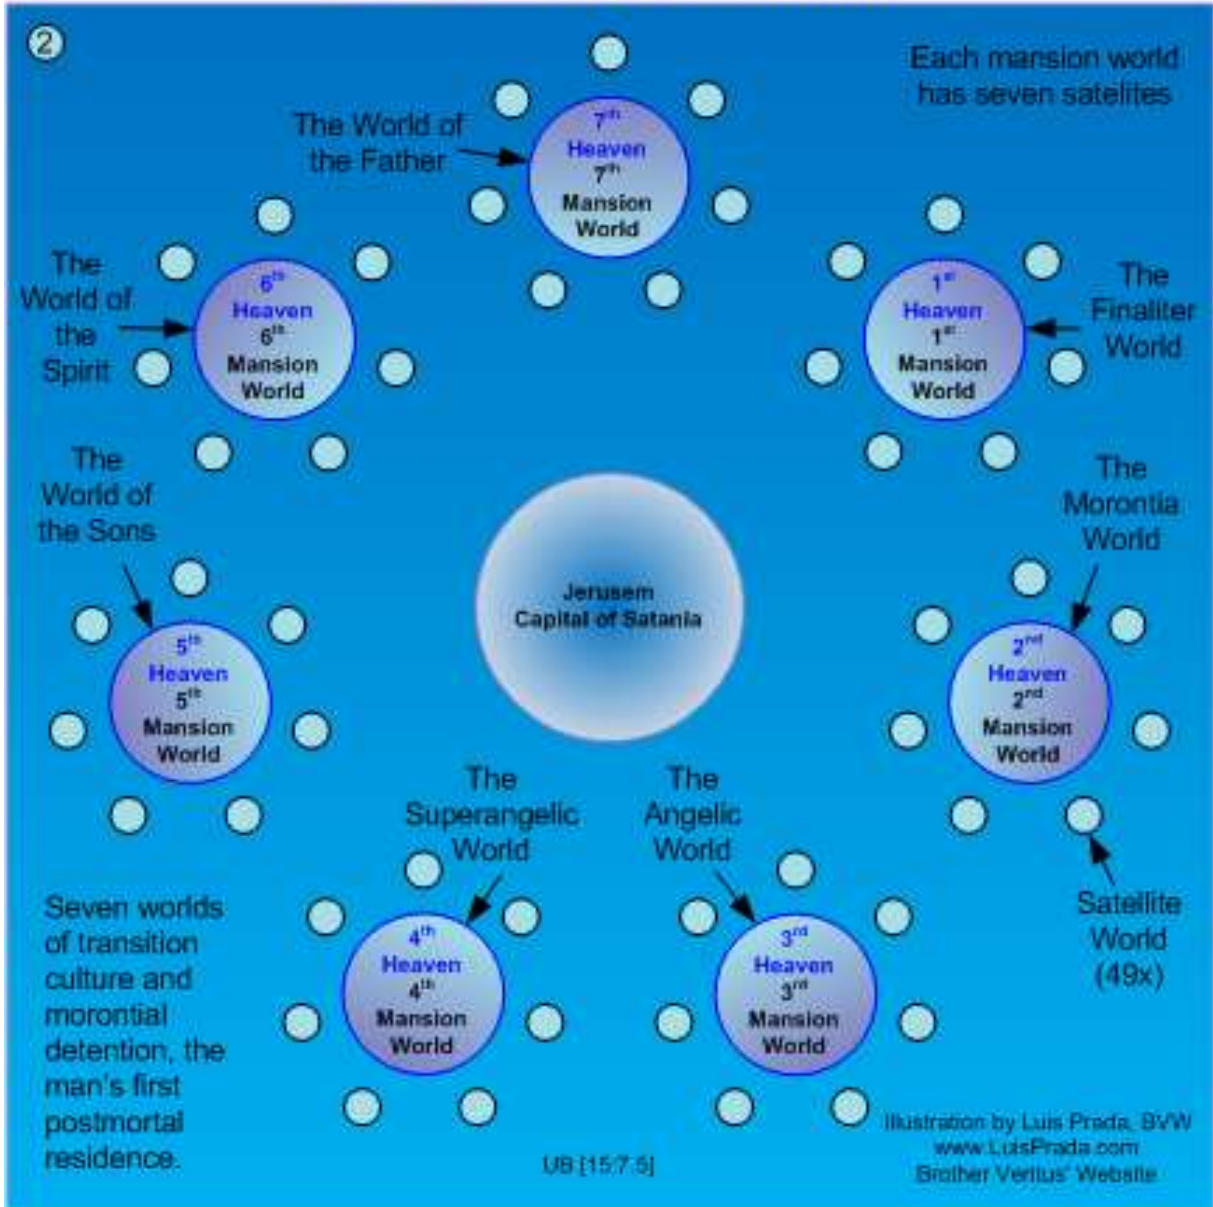 2
Each mansion world
has seven satelites
The World of
the Father
7th
Heaven
7th
Mansion
World
The
World of
the
Spirit
6th
Heaven
6th
Mansion
World
1st
Heaven
1st
Mansion
World
The
Finaliter
World
The
World of
the Sons
The
Morontia
World
Jerusem
Capital of Satania
5th
Heaven
5th
Mansion
World
2nd
Heaven
2nd
Mansion
World
The
Superangelic
World
The
Angelic
World
4th
Heaven
4th
Mansion
World
3rd
Heaven
3rd
Mansion
World
Satellite
World
(49x)
Seven worlds
of transition
culture and
morontial
detention, the
man's first
postmortal
residence.
UB [15:7.5]
Illustration by Luis Prada, BVW
www.LuisPrada.com
Brother Veritus' Website